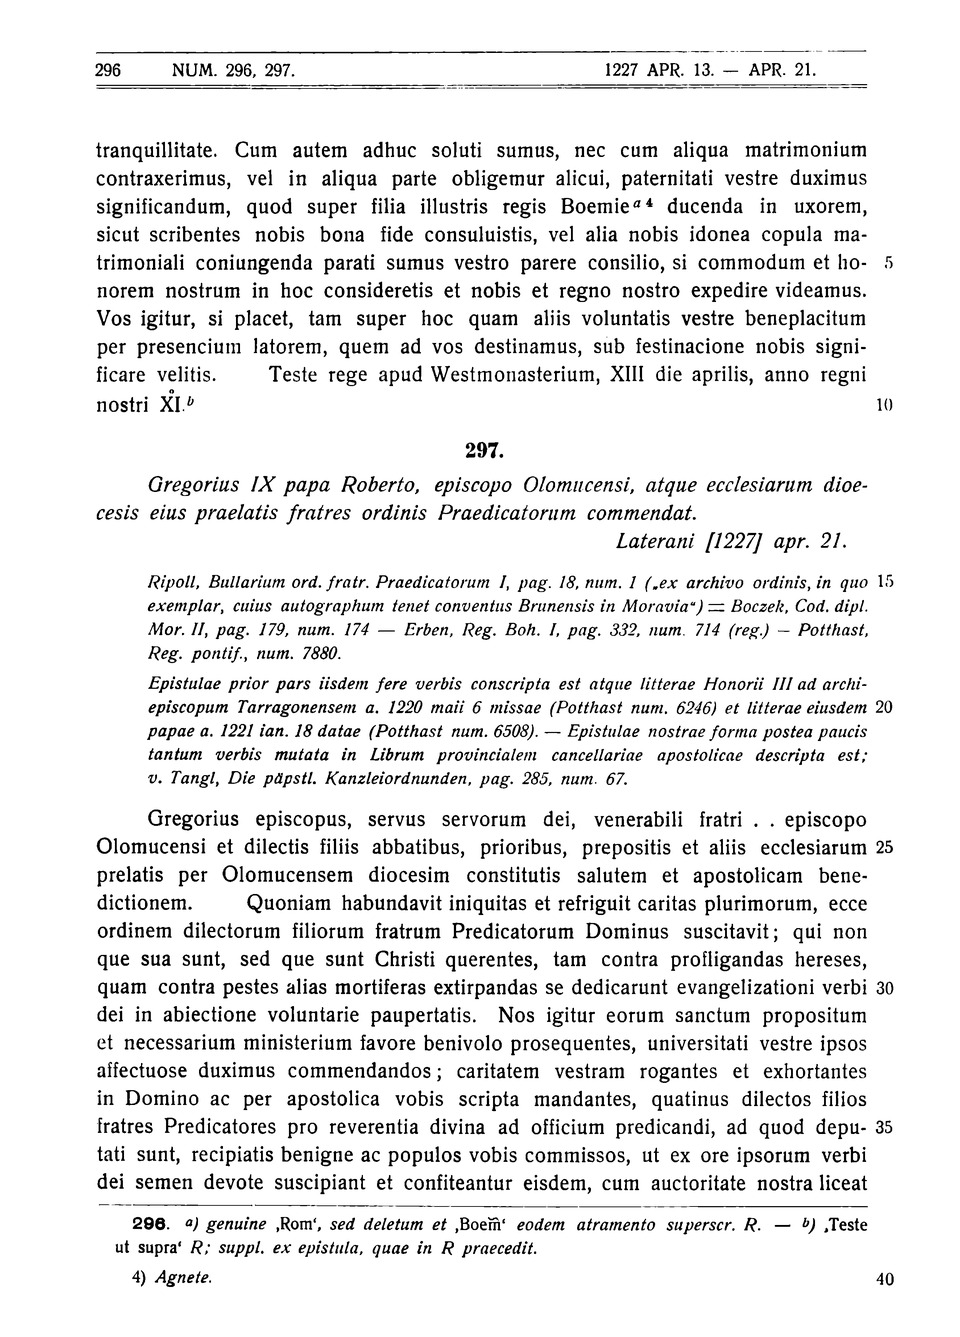 296 NUM. 296, 297. 1227 APR. 13. — APR. 21.
tranquillitate. Cum autem adhuc soluti sumus, nec cum aliqua matrimonium
contraxerimus, vel in aliqua parte obligemur alicui, paternitati vestre duximus
significandum, quod super filia illustris regis Boemie a 4 ducenda in uxorem,
sicut scribentes nobis bona fide consuluistis, vel alia nobis idonea copula ma-
trimoniali coniungenda parati sumus vestro parere consilio, si commodum et ho- 5
norem nostrum in hoc consideretis et nobis et regno nostro expedire videamus.
Vos igitur, si placet, tam super hoc quam aliis voluntatis vestre beneplacitum
per presencium latorem, quem ad vos destinamus, sub festinacione nobis signi-
ficare velitis. Teste rege apud Westmonasterium, XIII die aprilis, anno regni
nostri X̊I̊. b 10
297.
Gregorius IX papa Roberto, episcopo Olomucensi, atque ecclesiarum dioe-
cesis eius praelatis fratres ordinis Praedicatorum commendat.
Laterani [1227] apr. 21.
Ripoll, Bullarium ord. fratr. Praedicatorum I, pag. 18, num. 1 („ex archivo ordinis, in quo 15
exemplar, cuius autographum tenet conventus Brunensis in Moravia“) = Boczek, Cod. dipl.
Mor. II, pag. 179, num. 174 — Erben, Reg. Boh. I, pag. 332, num. 714 (reg.) — Potthast,
Reg. pontif., num. 7880.
Epistulae prior pars iisdem fere verbis conscripta est atque litterae Honorii III ad archi-
episcopum Tarragonensem a. 1220 maii 6 missae (Potthast num. 6246) et litterae eiusdem 20
papae a. 1221 ian. 18 datae (Potthast num. 6508). — Epistulae nostrae forma postea paucis
tantum verbis mutata in Librum provincialem cancellariae apostolicae descripta est;
v. Tangl, Die päpstl. Kanzleiordnunden, pag. 285, num. 67.
Gregorius episcopus, servus servorum dei, venerabili fratri . . episcopo
Olomucensi et dilectis filiis abbatibus, prioribus, prepositis et aliis ecclesiarum 25
prelatis per Olomucensem diocesim constitutis salutem et apostolicam bene-
dictionem. Quoniam habundavit iniquitas et refriguit caritas plurimorum, ecce
ordinem dilectorum filiorum fratrum Predicatorum Dominus suscitavit; qui non
que sua sunt, sed que sunt Christi querentes, tam contra profligandas hereses,
quam contra pestes alias mortiferas extirpandas se dedicarunt evangelizationi verbi 30
dei in abiectione voluntarie paupertatis. Nos igitur eorum sanctum propositum
et necessarium ministerium favore benivolo prosequentes, universitati vestre ipsos
affectuose duximus commendandos; caritatem vestram rogantes et exhortantes
in Domino ac per apostolica vobis scripta mandantes, quatinus dilectos filios
fratres Predicatores pro reverentia divina ad officium predicandi, ad quod depu- 35
tati sunt, recipiatis benigne ac populos vobis commissos, ut ex ore ipsorum verbi
dei semen devote suscipiant et confiteantur eisdem, cum auctoritate nostra liceat
296. a) genuine ‚Rom‘, sed deletum et ‚Boem̄‘ eodem atramento superscr. R. — b) ‚Teste
ut supra‘ R; suppl. ex epistula, quae in R praecedit.
4) Agnete. 40